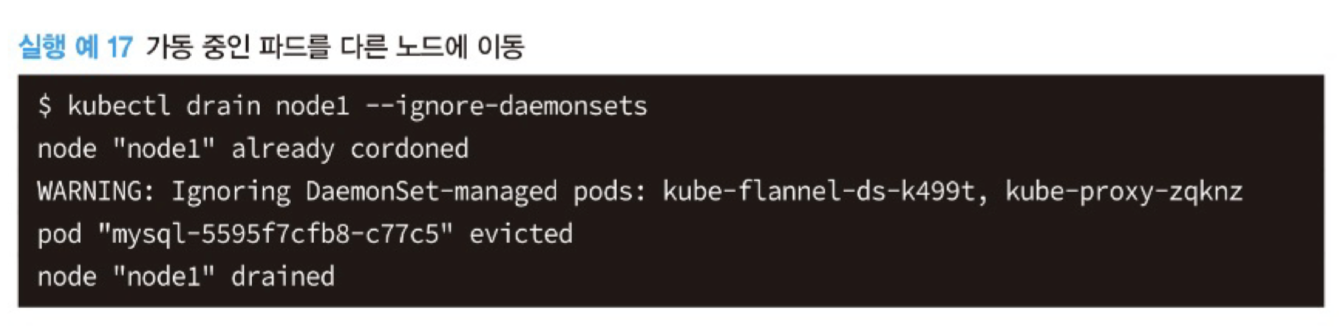 실행 예 17 가동 중인 파드를 다른 노드에 이동
$ kubectl drain node1 --ignore-daemonsets
node "node1" already cordoned
WARNING: Ignoring DaemonSet-managed pods: kube-flannel-ds-k499t, kube-proxy-zqknz
pod "mysql-5595f7cfb8-c77c5" evicted
node "node1" drained